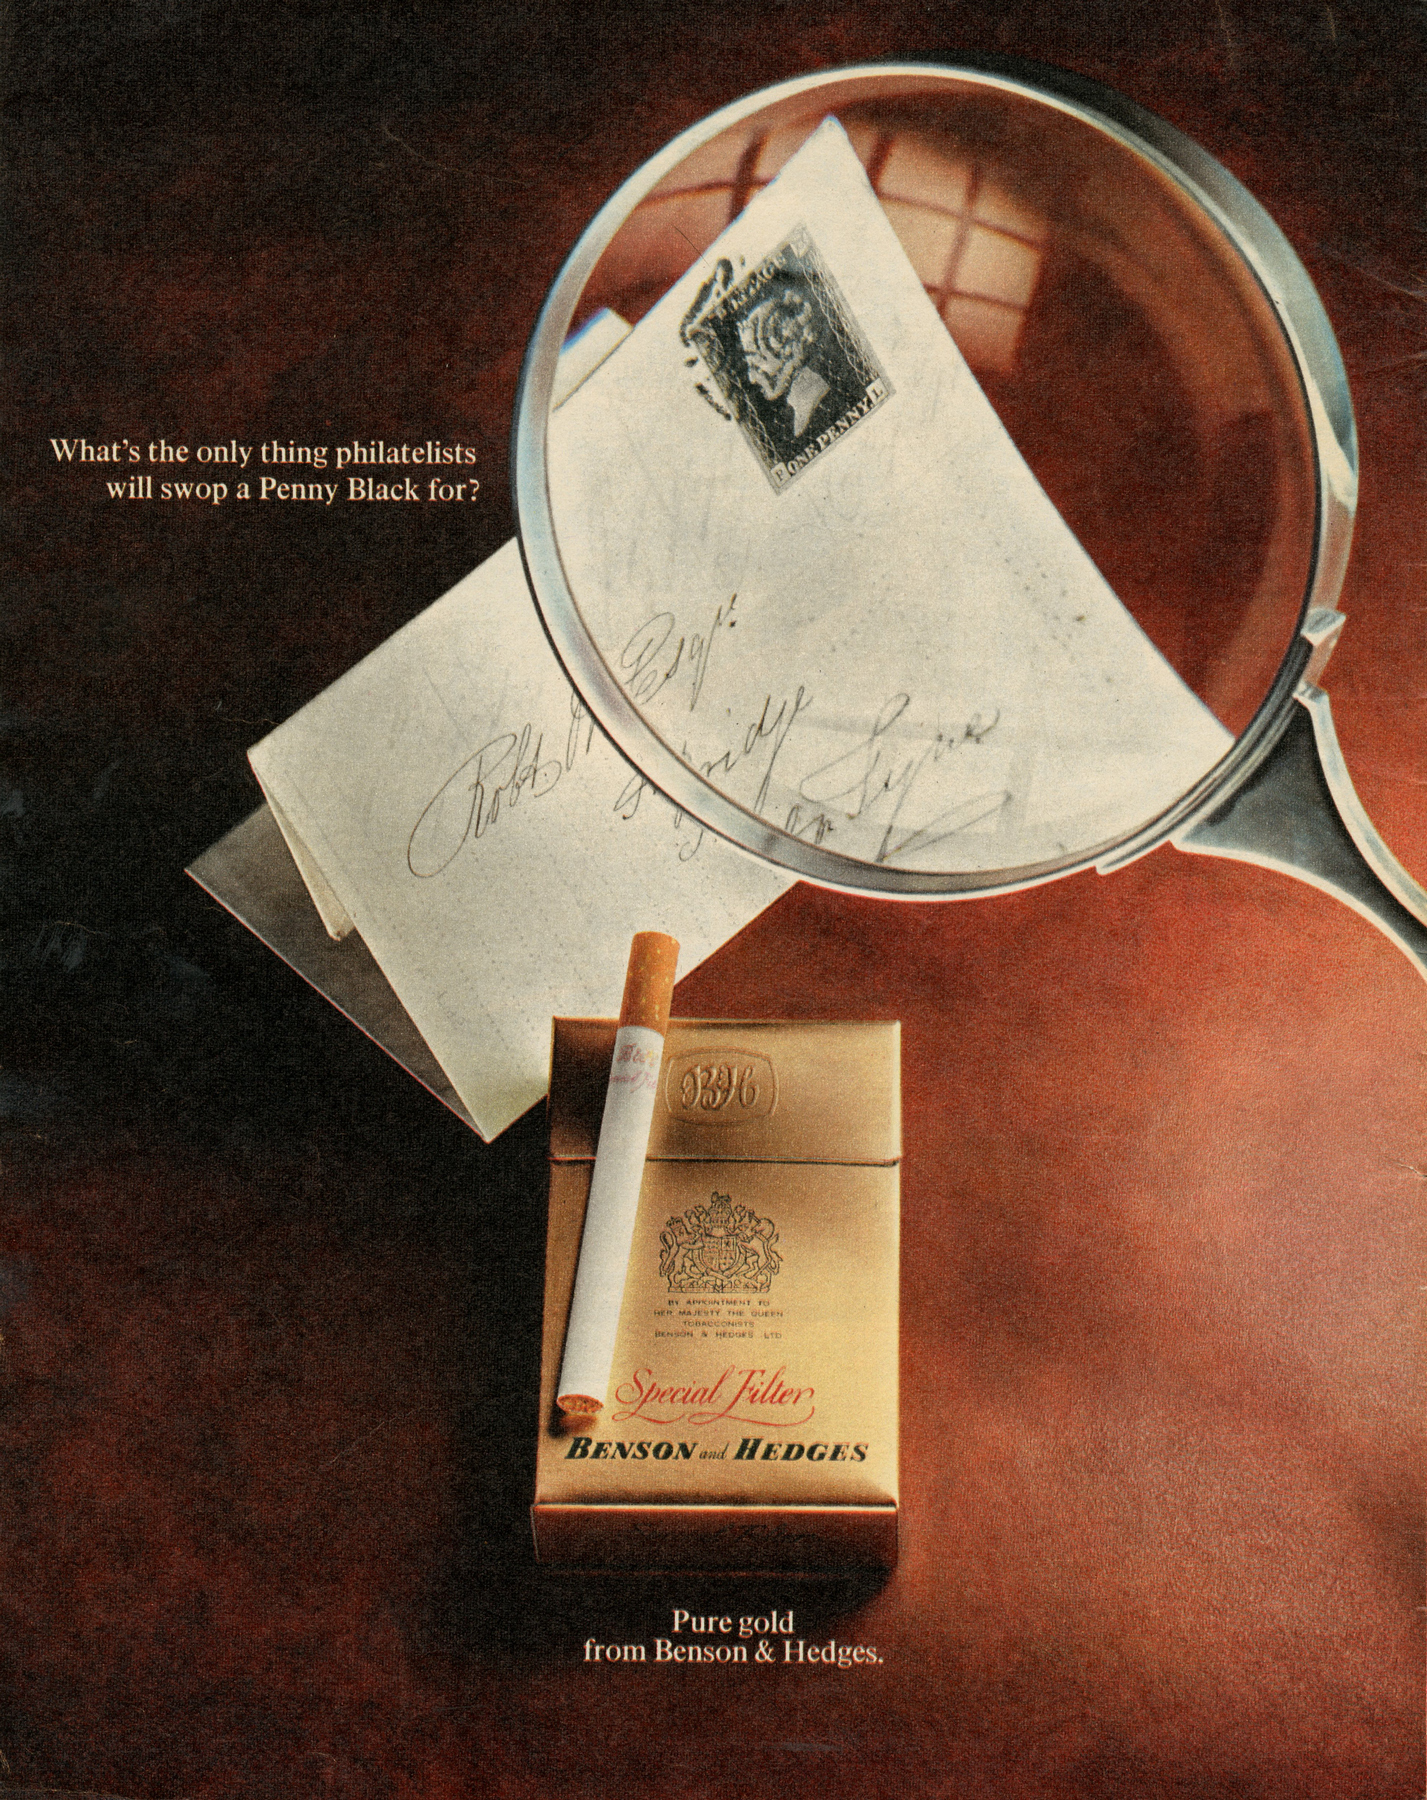 What's the only thing philatelists
will swop a Penny Black for?
POSTAGE
P ONE PENNY L
Robt. Esqr.
BH
BY APPOINTMENT TO
HER MAJESTY THE QUEEN
TOBACCONISTS
BENSON & HEDGES LTD
Special Filter
BENSON and HEDGES
Pure gold
from Benson & Hedges.